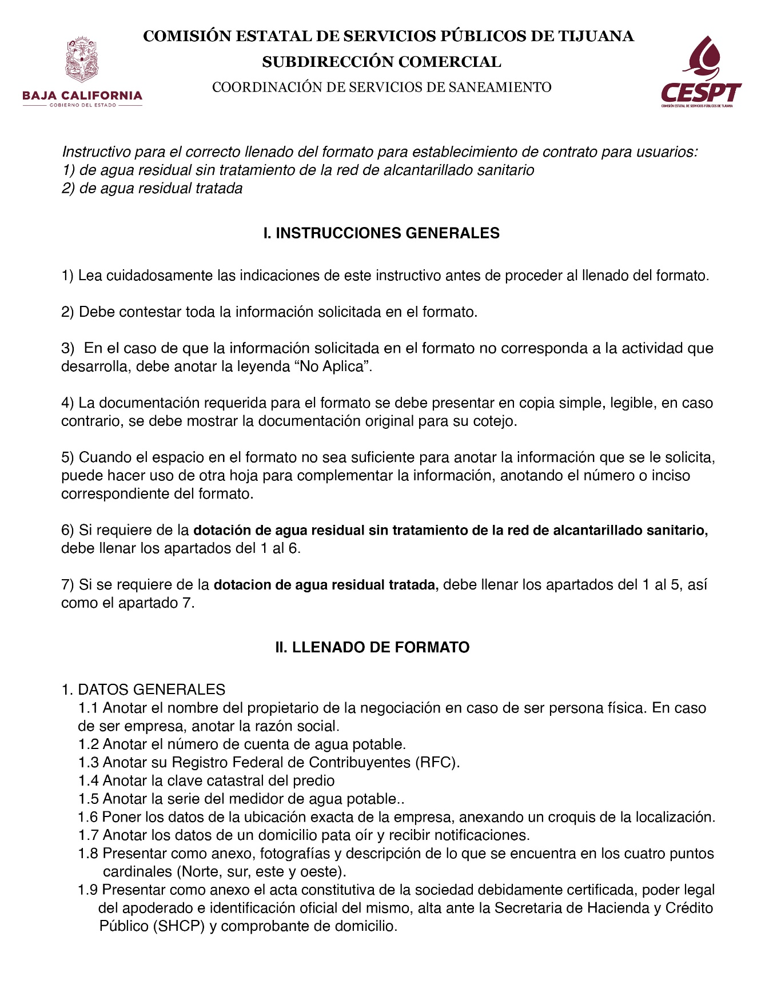 COMISIÓN ESTATAL DE SERVICIOS PÚBLICOS DE TIJUANA
SUBDIRECCIÓN COMERCIAL
COORDINACIÓN DE SERVICIOS DE SANEAMIENTO
BAJA CALIFORNIA
GOBIERNO DEL ESTADO
CESPT
COMISIÓN ESTATAL DE SERVICIOS PÚBLICOS DE TIJUANA
Instructivo para el correcto llenado del formato para establecimiento de contrato para usuarios:
1) de agua residual sin tratamiento de la red de alcantarillado sanitario
2) de agua residual tratada
I. INSTRUCCIONES GENERALES
1) Lea cuidadosamente las indicaciones de este instructivo antes de proceder al llenado del formato.
2) Debe contestar toda la información solicitada en el formato.
3)  En el caso de que la información solicitada en el formato no corresponda a la actividad que
desarrolla, debe anotar la leyenda “No Aplica”.
4) La documentación requerida para el formato se debe presentar en copia simple, legible, en caso
contrario, se debe mostrar la documentación original para su cotejo.
5) Cuando el espacio en el formato no sea suficiente para anotar la información que se le solicita,
puede hacer uso de otra hoja para complementar la información, anotando el número o inciso
correspondiente del formato.
6) Si requiere de la dotación de agua residual sin tratamiento de la red de alcantarillado sanitario,
debe llenar los apartados del 1 al 6.
7) Si se requiere de la dotacion de agua residual tratada, debe llenar los apartados del 1 al 5, así
como el apartado 7.
II. LLENADO DE FORMATO
1. DATOS GENERALES
1.1 Anotar el nombre del propietario de la negociación en caso de ser persona física. En caso
de ser empresa, anotar la razón social.
1.2 Anotar el número de cuenta de agua potable.
1.3 Anotar su Registro Federal de Contribuyentes (RFC).
1.4 Anotar la clave catastral del predio
1.5 Anotar la serie del medidor de agua potable..
1.6 Poner los datos de la ubicación exacta de la empresa, anexando un croquis de la localización.
1.7 Anotar los datos de un domicilio pata oír y recibir notificaciones.
1.8 Presentar como anexo, fotografías y descripción de lo que se encuentra en los cuatro puntos
cardinales (Norte, sur, este y oeste).
1.9 Presentar como anexo el acta constitutiva de la sociedad debidamente certificada, poder legal
del apoderado e identificación oficial del mismo, alta ante la Secretaria de Hacienda y Crédito
Público (SHCP) y comprobante de domicilio.